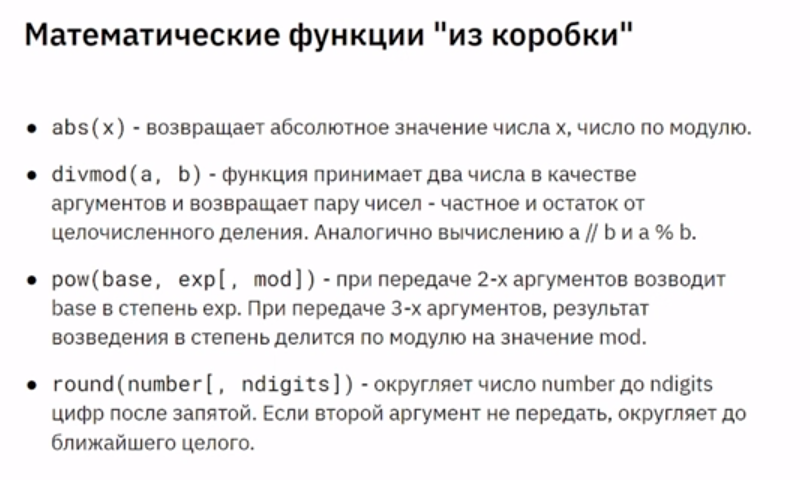 Математические функции "из коробки"
● abs(x) - возвращает абсолютное значение числа x, число по модулю.
● divmod(a, b) - функция принимает два числа в качестве
аргументов и возвращает пару чисел - частное и остаток от
целочисленного деления. Аналогично вычислению a // b и a % b.
● pow(base, exp[, mod]) - при передаче 2-х аргументов возводит
base в степень exp. При передаче 3-х аргументов, результат
возведения в степень делится по модулю на значение mod.
● round(number[, ndigits]) - округляет число number до ndigits
цифр после запятой. Если второй аргумент не передать, округляет до
ближайшего целого.